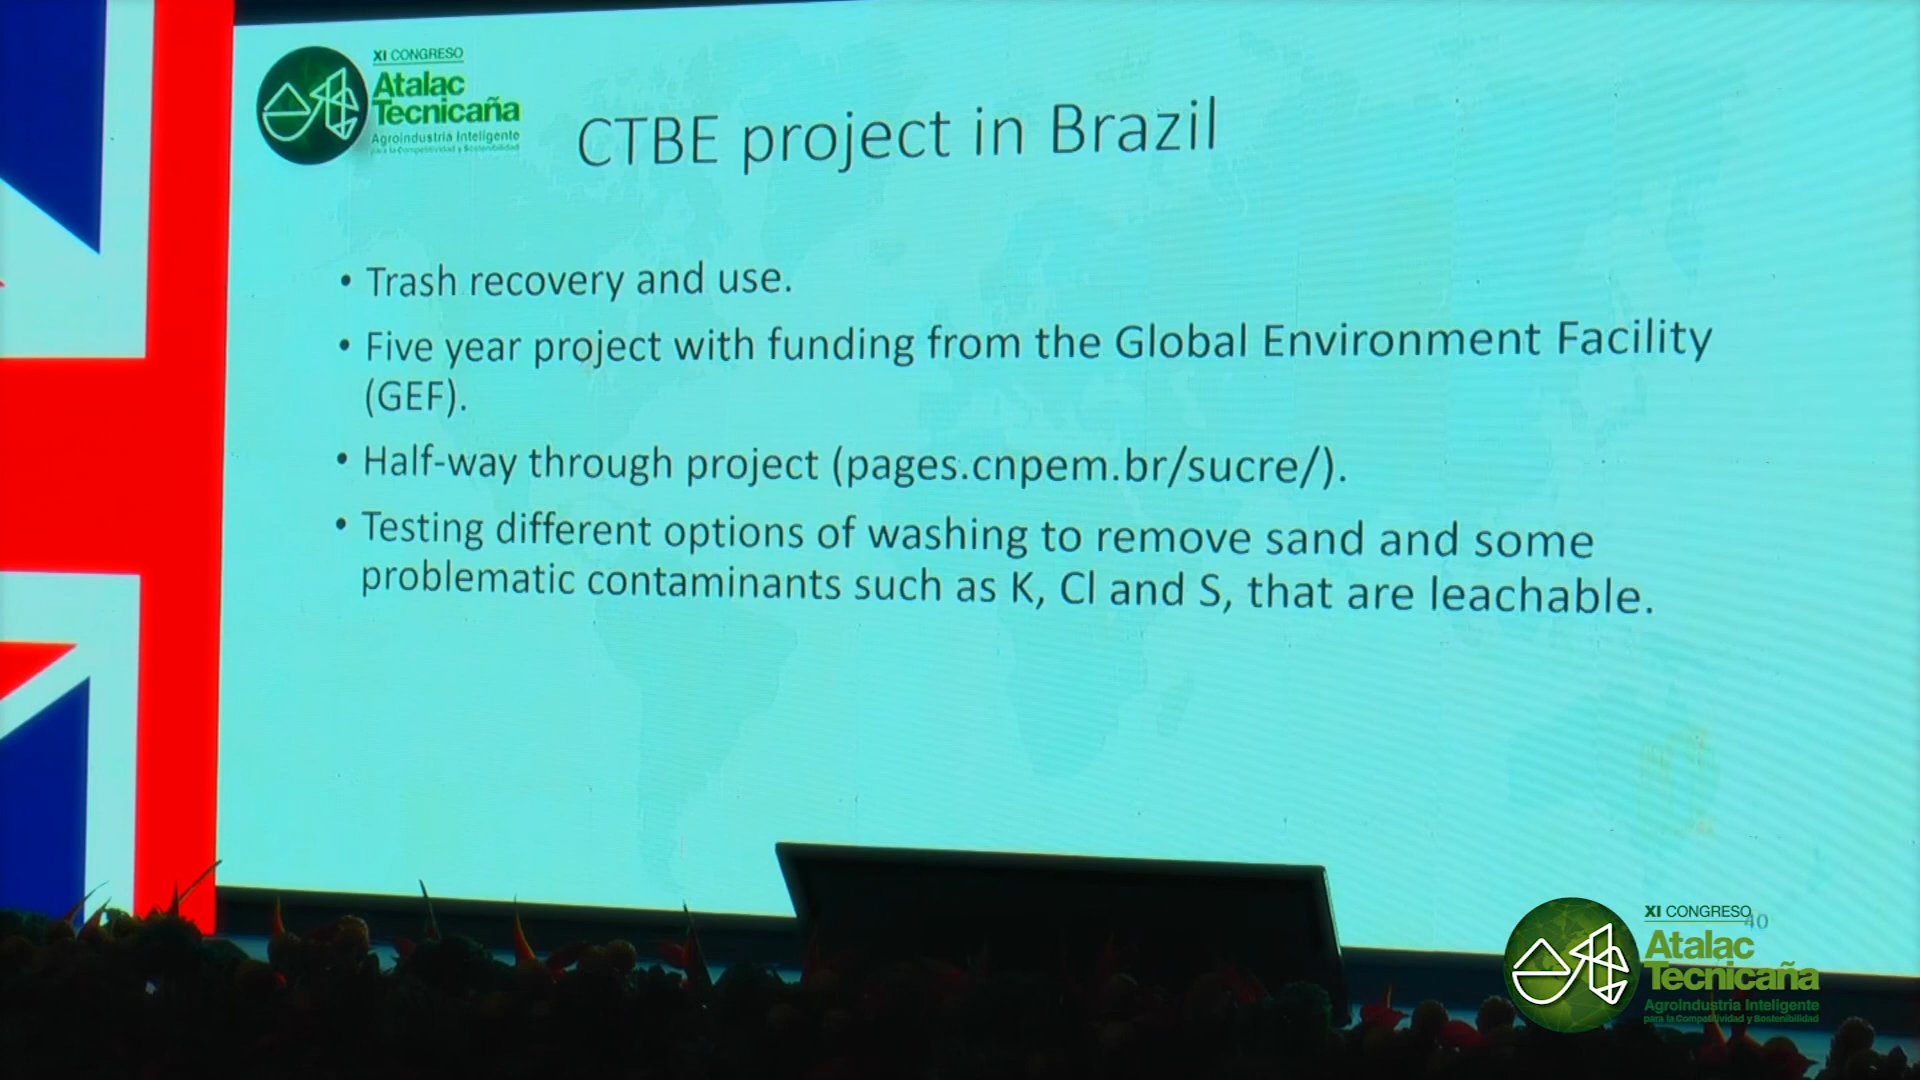 XI CONGRESO
Atalac
Tecnicaña
Agroindustria Inteligente
para la Competitividad y Sostenibilidad
CTBE project in Brazil
• Trash recovery and use.
• Five year project with funding from the Global Environment Facility
(GEF).
• Half-way through project (pages.cnpem.br/sucre/).
• Testing different options of washing to remove sand and some
problematic contaminants such as K, Cl and S, that are leachable.
40
XI CONGRESO
Atalac
Tecnicaña
Agroindustria Inteligente
para la Competitividad y Sostenibilidad